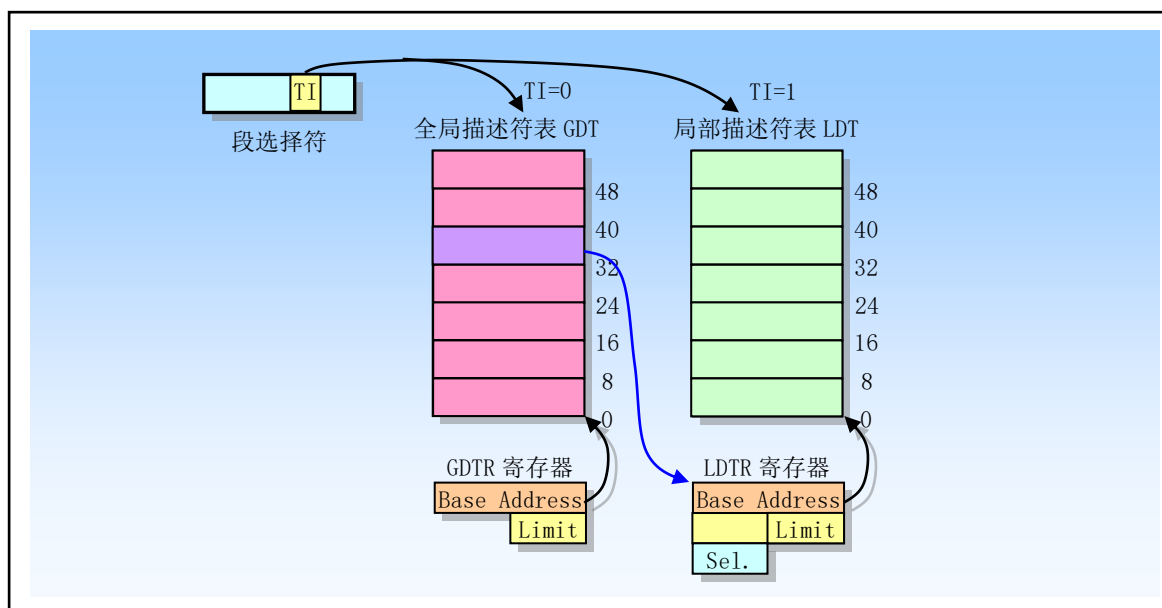 TI
TI=0
TI=1
段选择符
全局描述符表 GDT
局部描述符表 LDT
48
48
40
40
32
32
24
24
16
16
8
8
0
0
GDTR 寄存器
LDTR 寄存器
Base Address
Base Address
Limit
Limit
Sel.